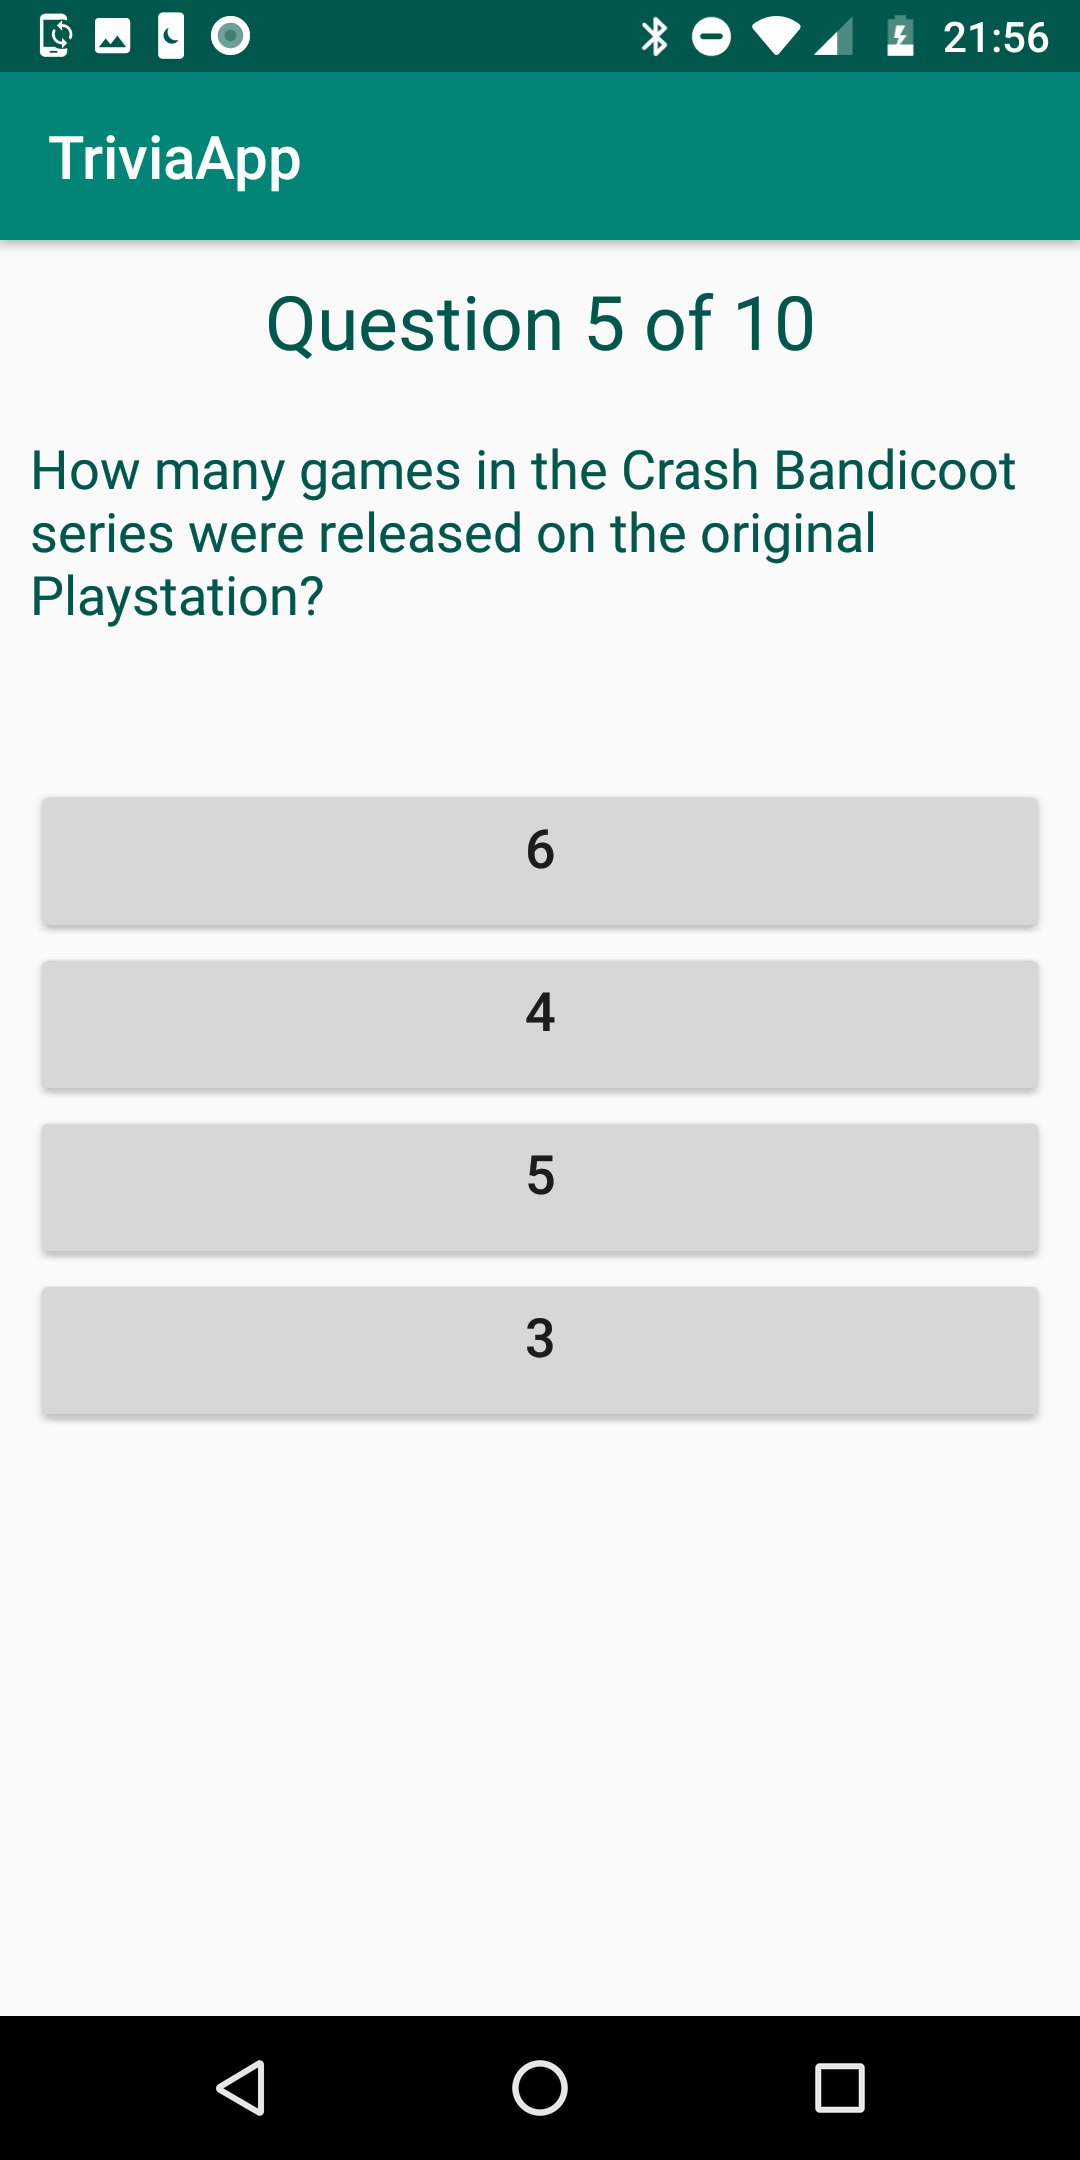 21:56
TriviaApp
Question 5 of 10
How many games in the Crash Bandicoot
series were released on the original
Playstation?
6
4
5
3